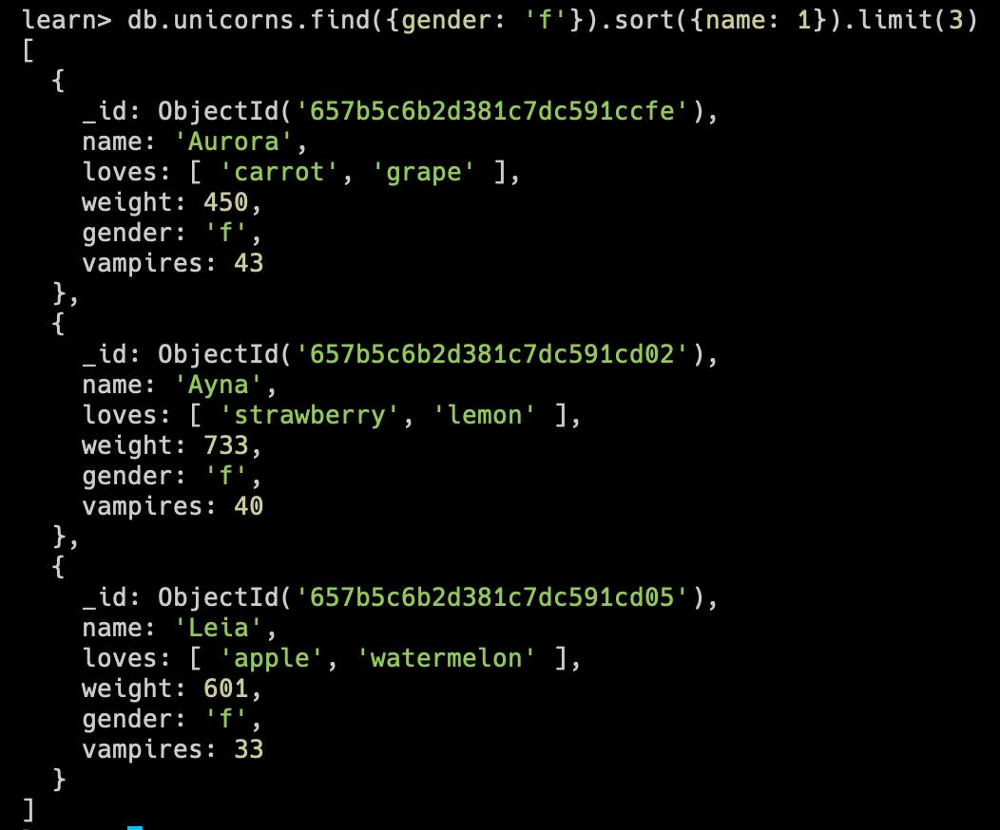 learn> db.unicorns.find({gender: 'f'}).sort({name: 1}).limit(3)
[
  {
    _id: ObjectId('657b5c6b2d381c7dc591ccfe'),
    name: 'Aurora',
    loves: [ 'carrot', 'grape' ],
    weight: 450,
    gender: 'f',
    vampires: 43
  },
  {
    _id: ObjectId('657b5c6b2d381c7dc591cd02'),
    name: 'Ayna',
    loves: [ 'strawberry', 'lemon' ],
    weight: 733,
    gender: 'f',
    vampires: 40
  },
  {
    _id: ObjectId('657b5c6b2d381c7dc591cd05'),
    name: 'Leia',
    loves: [ 'apple', 'watermelon' ],
    weight: 601,
    gender: 'f',
    vampires: 33
  }
]